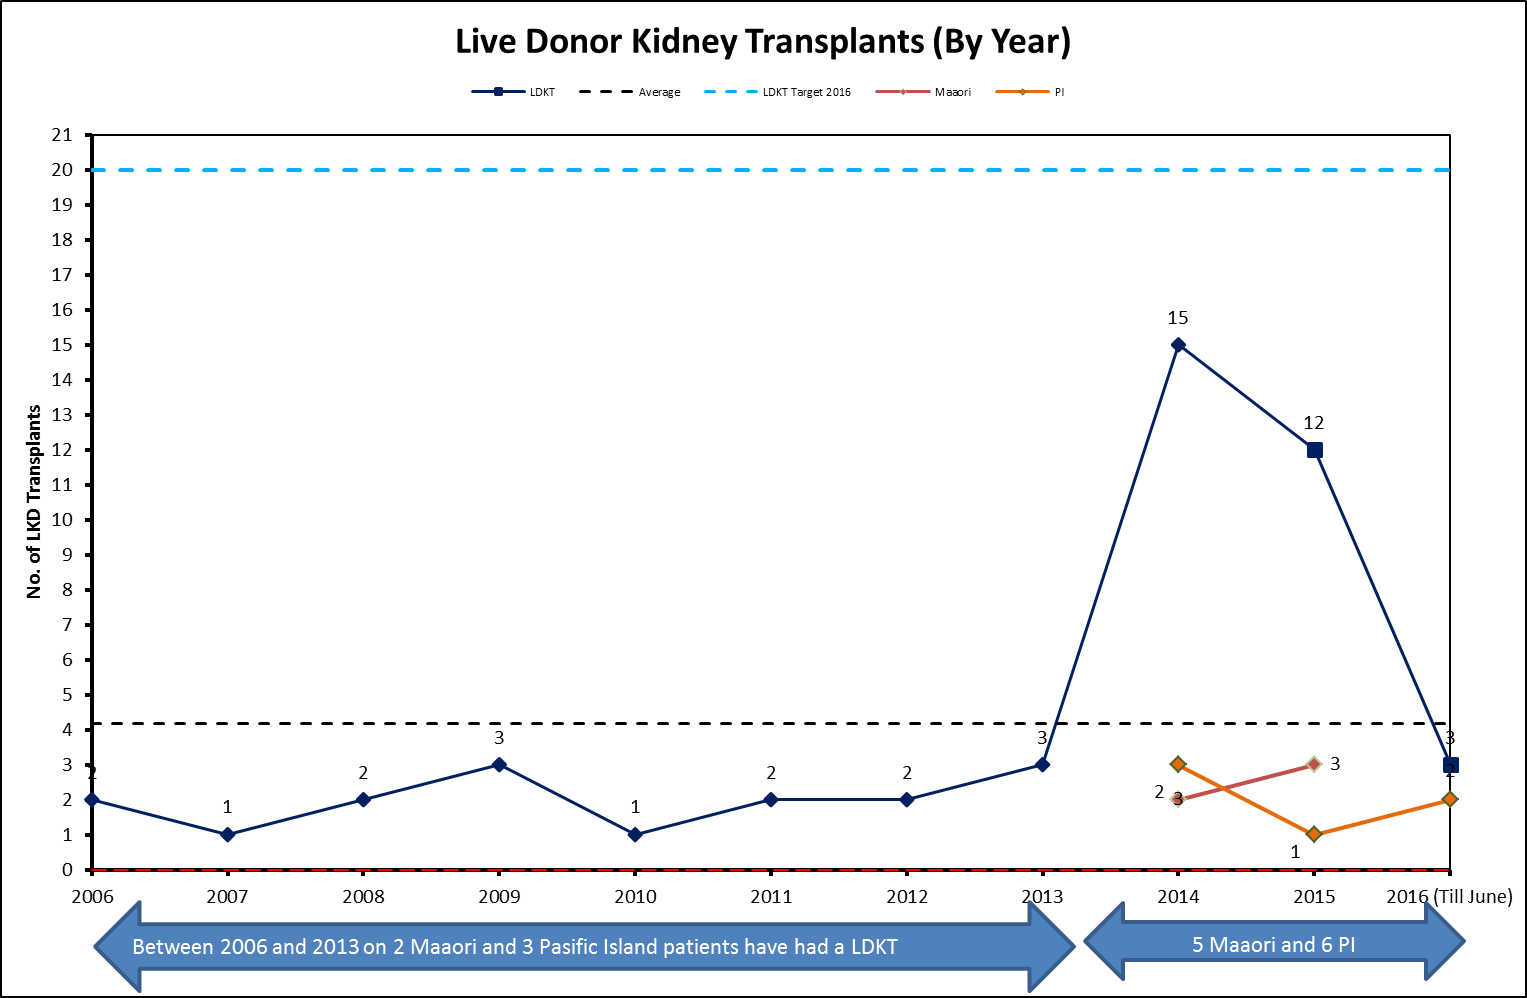 Live Donor Kidney Transplants (By Year)
LDKT Average LDKT Target 2016 Maaori PI
No. of LKD Transplants
21
20
19
18
17
16
15
14
13
12
11
10
9
8
7
6
5
4
3
2
1
0
2 1 2 3 1 2 2 3 15 12 3
2 3
3 1 2
2006 2007 2008 2009 2010 2011 2012 2013 2014 2015 2016 (Till June)
Between 2006 and 2013 on 2 Maaori and 3 Pasific Island patients have had a LDKT
5 Maaori and 6 PI